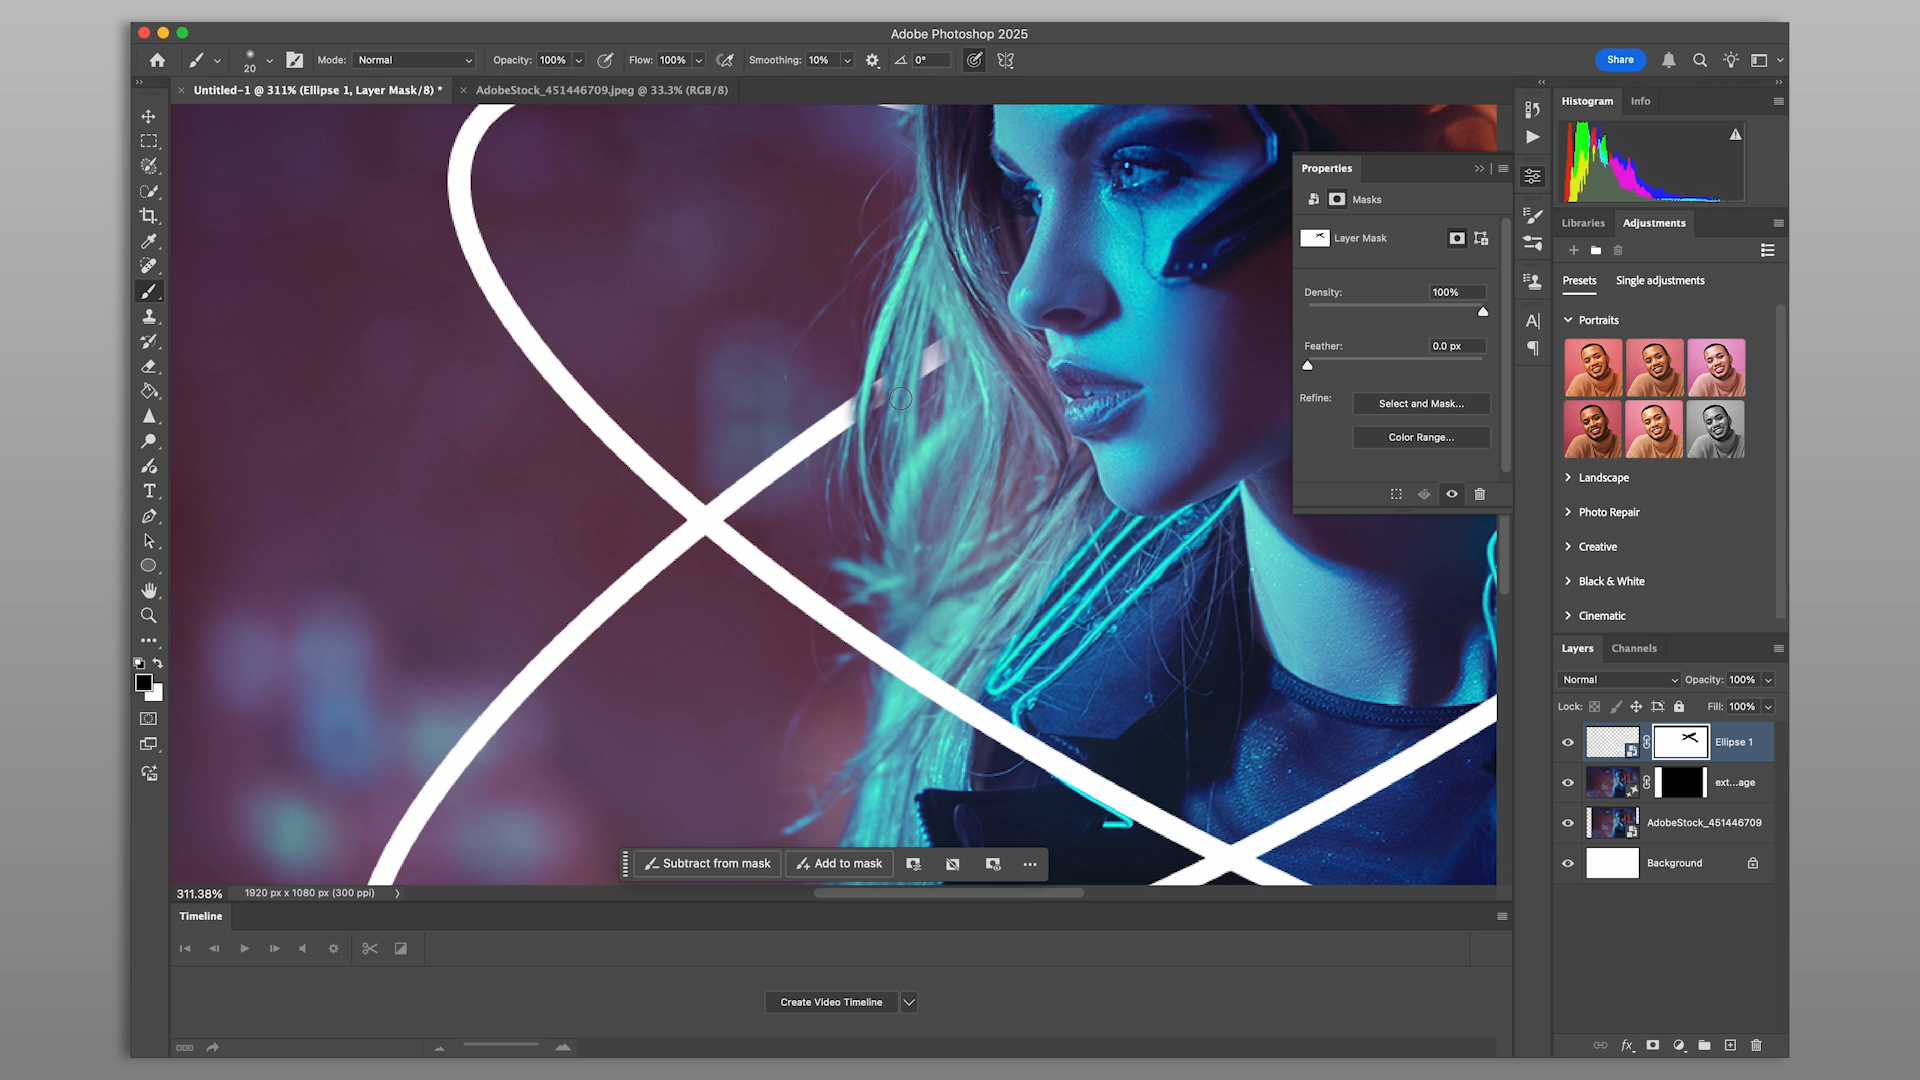 Adobe Photoshop 2025
20
Mode: Normal
Opacity: 100%
Flow: 100%
Smoothing: 10%
0°
Share
Untitled-1 @ 311% (Ellipse 1, Layer Mask/8) *
AdobeStock_451446709.jpeg @ 33.3% (RGB/8)
Histogram
Info
Properties
Masks
Layer Mask
Density: 100%
Feather: 0.0 px
Refine:
Select and Mask...
Color Range...
Libraries
Adjustments
Presets
Single adjustments
Portraits
Landscape
Photo Repair
Creative
Black & White
Cinematic
Layers
Channels
Normal
Opacity: 100%
Lock:
Fill: 100%
Ellipse 1
ext...age
AdobeStock_451446709
Background
Subtract from mask
Add to mask
311.38%
1920 px x 1080 px (300 ppi)
Timeline
Create Video Timeline
fx